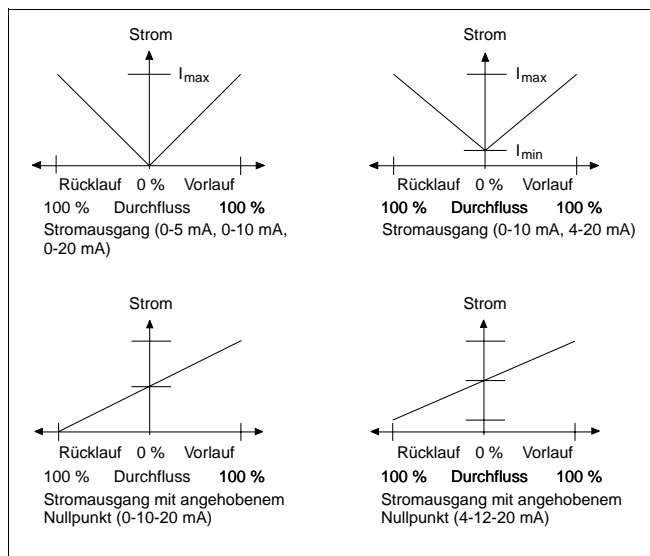 Strom
I max
Rücklauf 0 % Vorlauf
100 % Durchfluss 100 %
Stromausgang (0-5 mA, 0-10 mA,
0-20 mA)
Strom
I max
I min
Rücklauf 0 % Vorlauf
100 % Durchfluss 100 %
Stromausgang (0-10 mA, 4-20 mA)
Strom
Rücklauf 0 % Vorlauf
100 % Durchfluss 100 %
Stromausgang mit angehobenem
Nullpunkt (0-10-20 mA)
Strom
Rücklauf 0 % Vorlauf
100 % Durchfluss 100 %
Stromausgang mit angehobenem
Nullpunkt (4-12-20 mA)